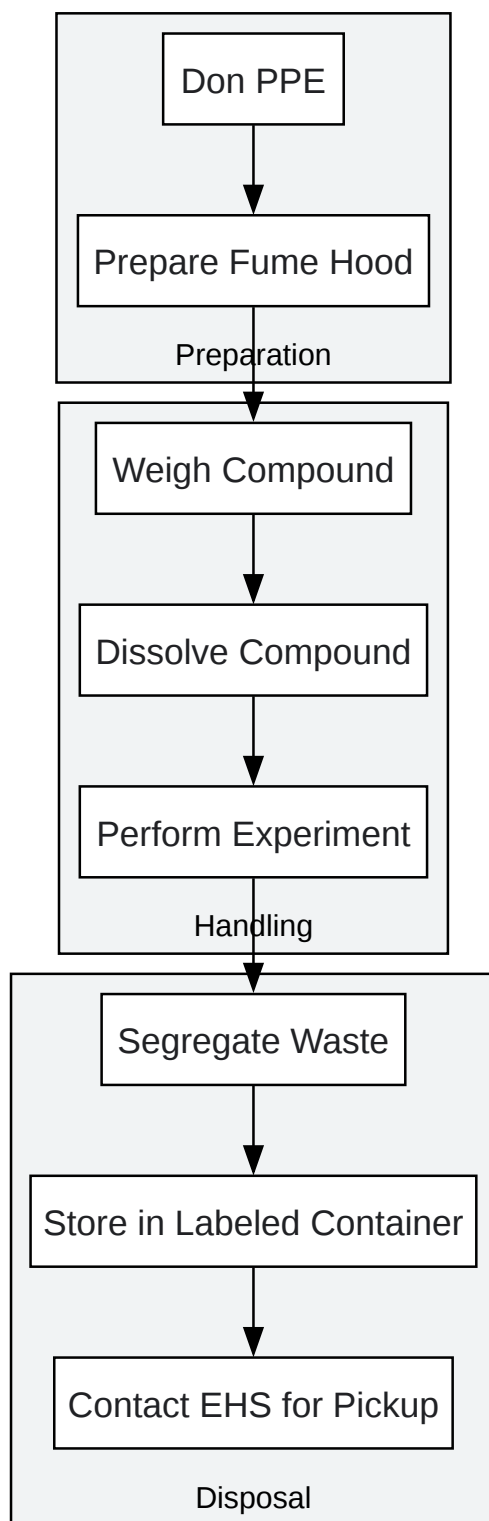 Don PPE
Prepare Fume Hood
Preparation
Weigh Compound
Dissolve Compound
Perform Experiment
Handling
Segregate Waste
Store in Labeled Container
Contact EHS for Pickup
Disposal